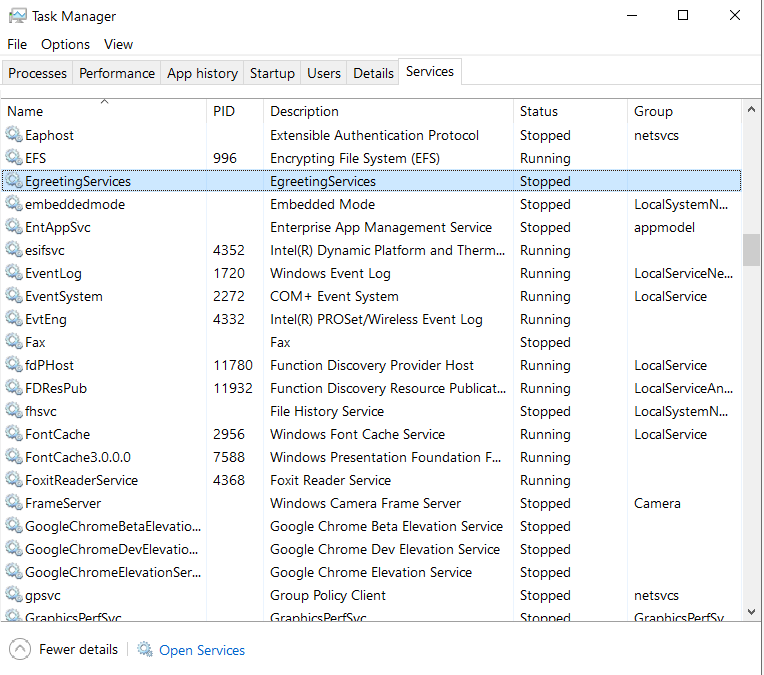 Task Manager
File Options View
Processes Performance App history Startup Users Details Services
Name PID Description Status Group
Eaphost Extensible Authentication Protocol Stopped netsvcs
EFS 996 Encrypting File System (EFS) Running
EgreetingServices EgreetingServices Stopped
embeddedmode Embedded Mode Stopped LocalSystemN...
EntAppSvc Enterprise App Management Service Stopped appmodel
esifsvc 4352 Intel(R) Dynamic Platform and Therm... Running
EventLog 1720 Windows Event Log Running LocalServiceNe...
EventSystem 2272 COM+ Event System Running LocalService
EvtEng 4332 Intel(R) PROSet/Wireless Event Log Running
Fax Fax Stopped
fdPHost 11780 Function Discovery Provider Host Running LocalService
FDResPub 11932 Function Discovery Resource Publicat... Running LocalServiceAn...
fhsvc File History Service Stopped LocalSystemN...
FontCache 2956 Windows Font Cache Service Running LocalService
FontCache3.0.0.0 7588 Windows Presentation Foundation F... Running
FoxitReaderService 4368 Foxit Reader Service Running
FrameServer Windows Camera Frame Server Stopped Camera
GoogleChromeBetaElevatio... Google Chrome Beta Elevation Service Stopped
GoogleChromeDevElevatio... Google Chrome Dev Elevation Service Stopped
GoogleChromeElevationSer... Google Chrome Elevation Service Stopped
gpsvc Group Policy Client Stopped netsvcs
GraphicsPerfSvc GraphicsPerfSvc Stopped GraphicsPerfSv...
Fewer details Open Services